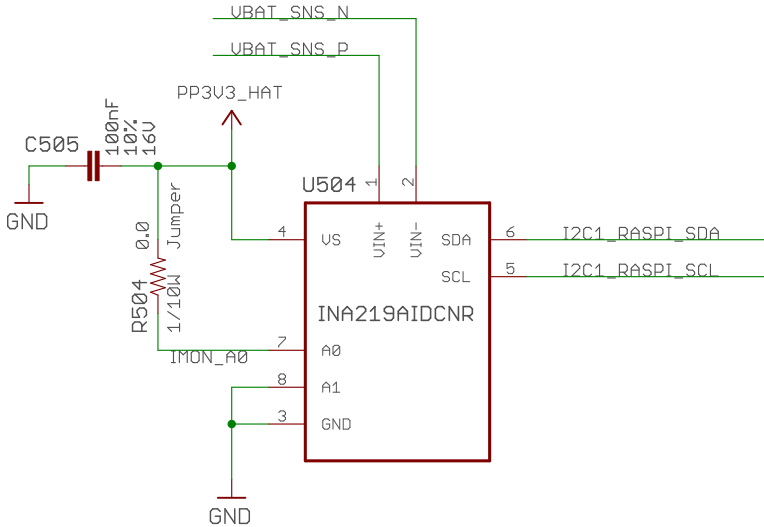 VBAT_SNS_N
VBAT_SNS_P
PP3V3_HAT
C505
100nF
10%
16V
GND
U504
1
2
4
VS
VIN+
VIN-
SDA
6
I2C1_RASPI_SDA
SCL
5
I2C1_RASPI_SCL
0.0
Jumper
R504
1/10W
INA219AIDCNR
IMON_A0
7
A0
8
A1
3
GND
GND